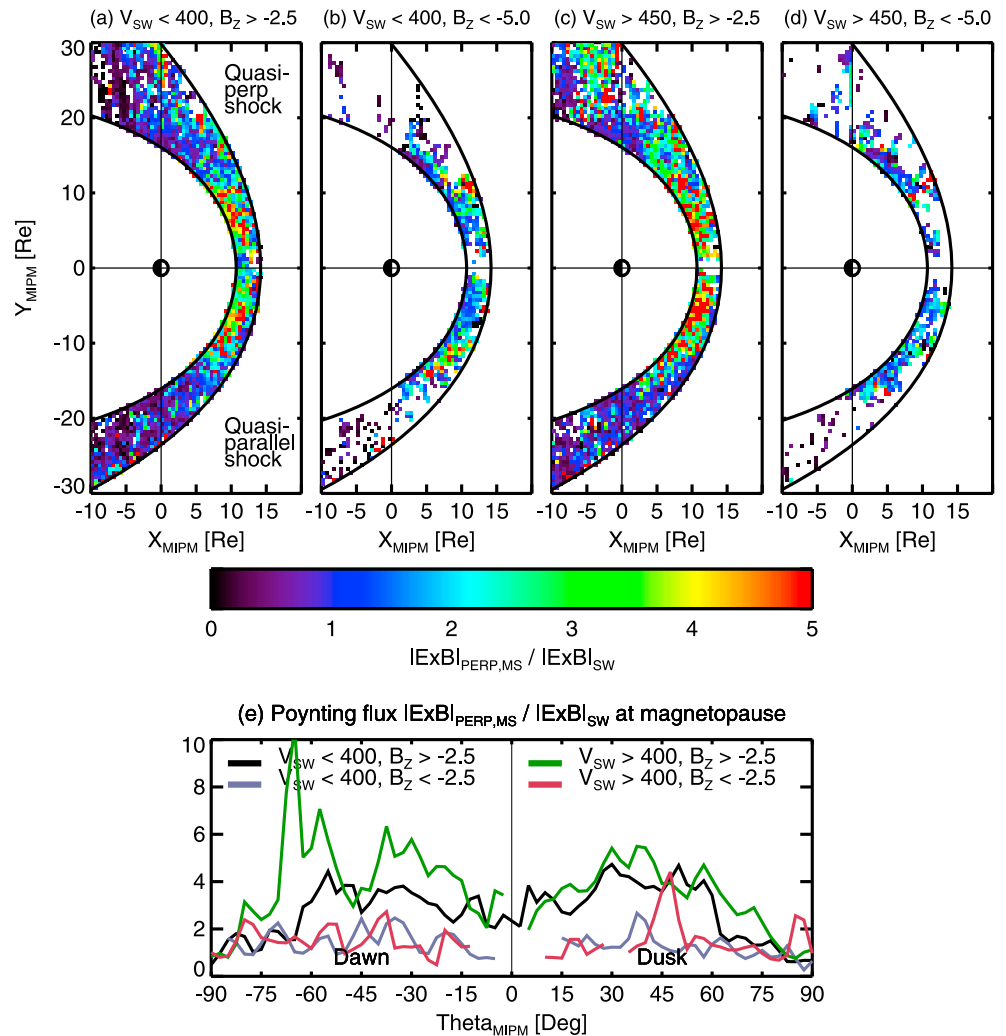 (a) V_SW < 400, B_Z > -2.5
(b) V_SW < 400, B_Z < -5.0
(c) V_SW > 450, B_Z > -2.5
(d) V_SW > 450, B_Z < -5.0
30
20
10
0
-10
-20
-30
Y_MIPM [Re]
Quasi-
perp
shock
Quasi-
parallel
shock
-10 -5 0 5 10 15
-10 -5 0 5 10 15
-10 -5 0 5 10 15
-10 -5 0 5 10 15
X_MIPM [Re]
X_MIPM [Re]
X_MIPM [Re]
X_MIPM [Re]
0 1 2 3 4 5
|ExB|_PERP,MS / |ExB|_SW
(e) Poynting flux |ExB|_PERP,MS / |ExB|_SW at magnetopause
V_SW < 400, B_Z > -2.5
V_SW < 400, B_Z < -2.5
V_SW > 400, B_Z > -2.5
V_SW > 400, B_Z < -2.5
10
8
6
4
2
0
Dawn
Dusk
-90 -75 -60 -45 -30 -15 0 15 30 45 60 75 90
Theta_MIPM [Deg]